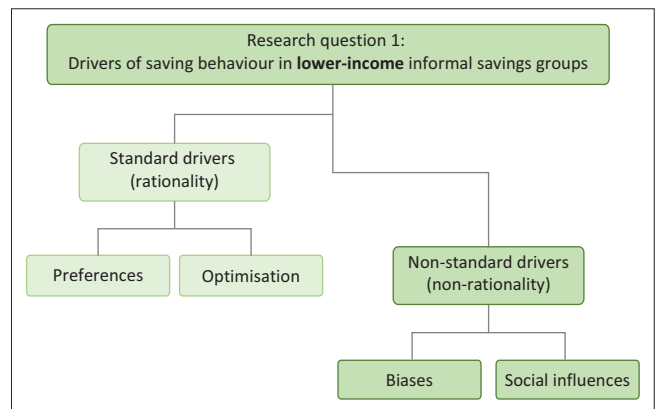 Research question 1:
Drivers of saving behaviour in lower-income informal savings groups
Standard drivers
(rationality)
Preferences
Optimisation
Non-standard drivers
(non-rationality)
Biases
Social influences